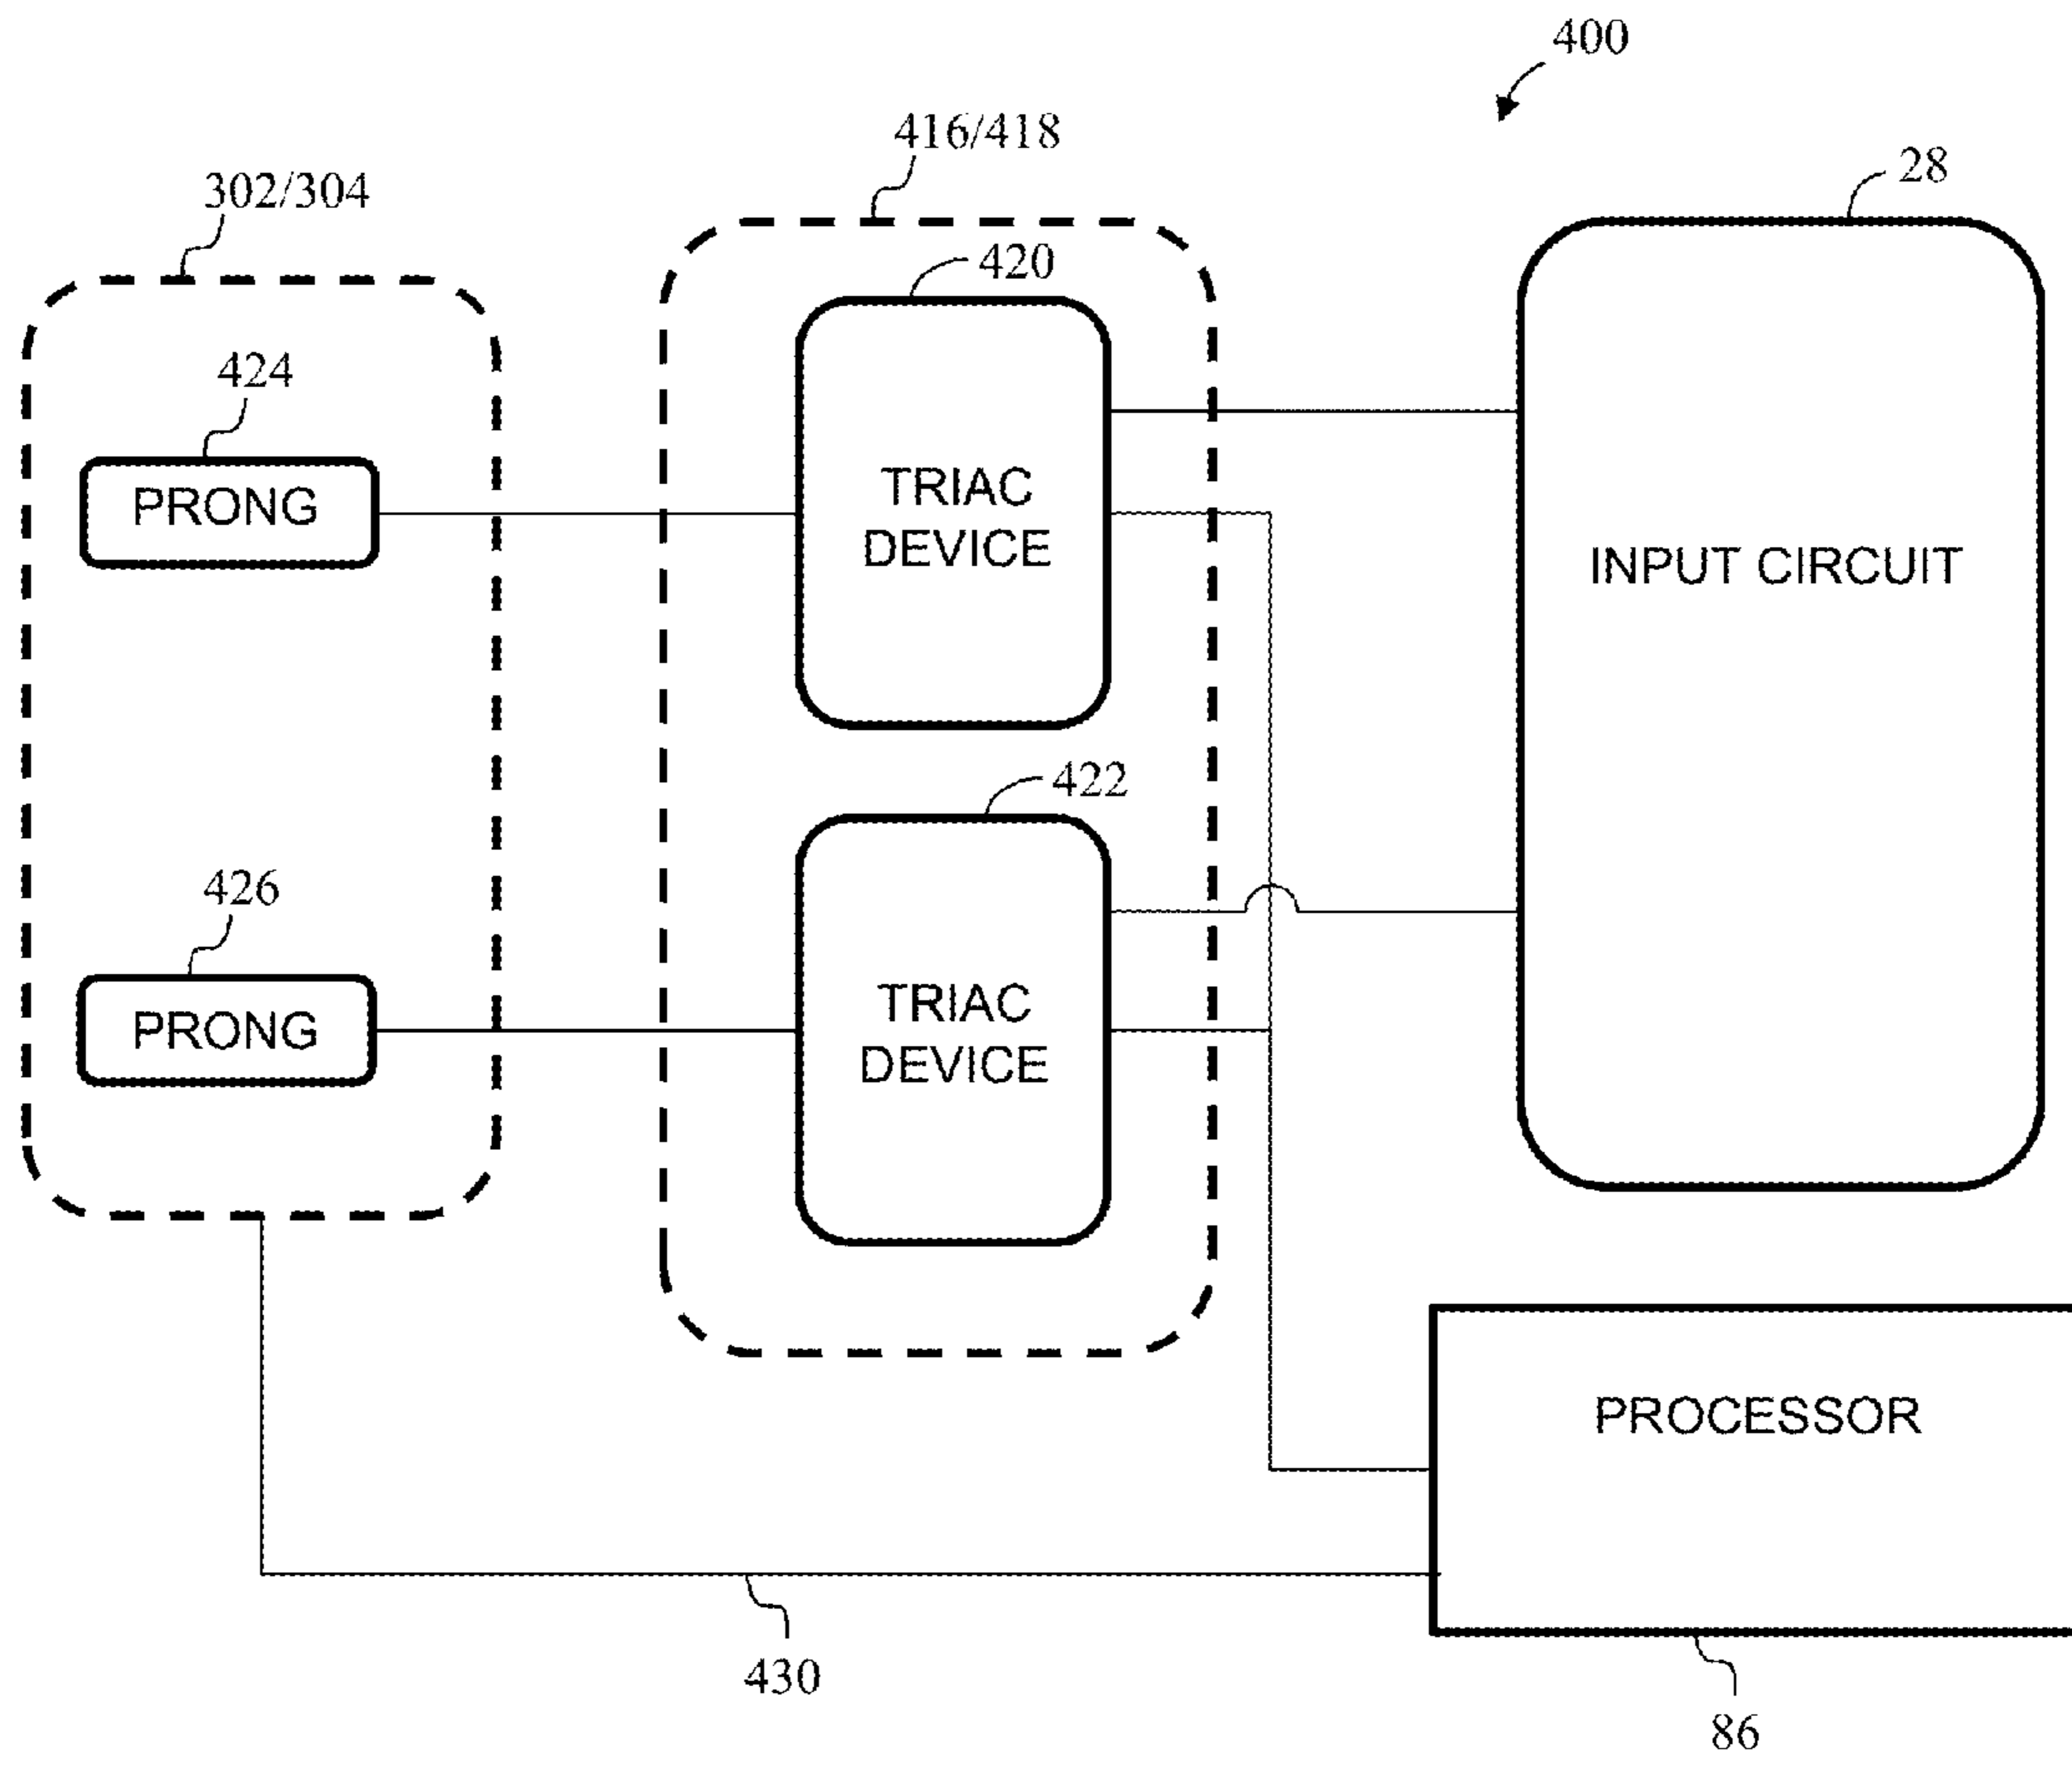 400
416/418
28
302/304
420
424
PRONG
TRIAC
DEVICE
INPUT CIRCUIT
422
426
PRONG
TRIAC
DEVICE
PROCESSOR
430
86